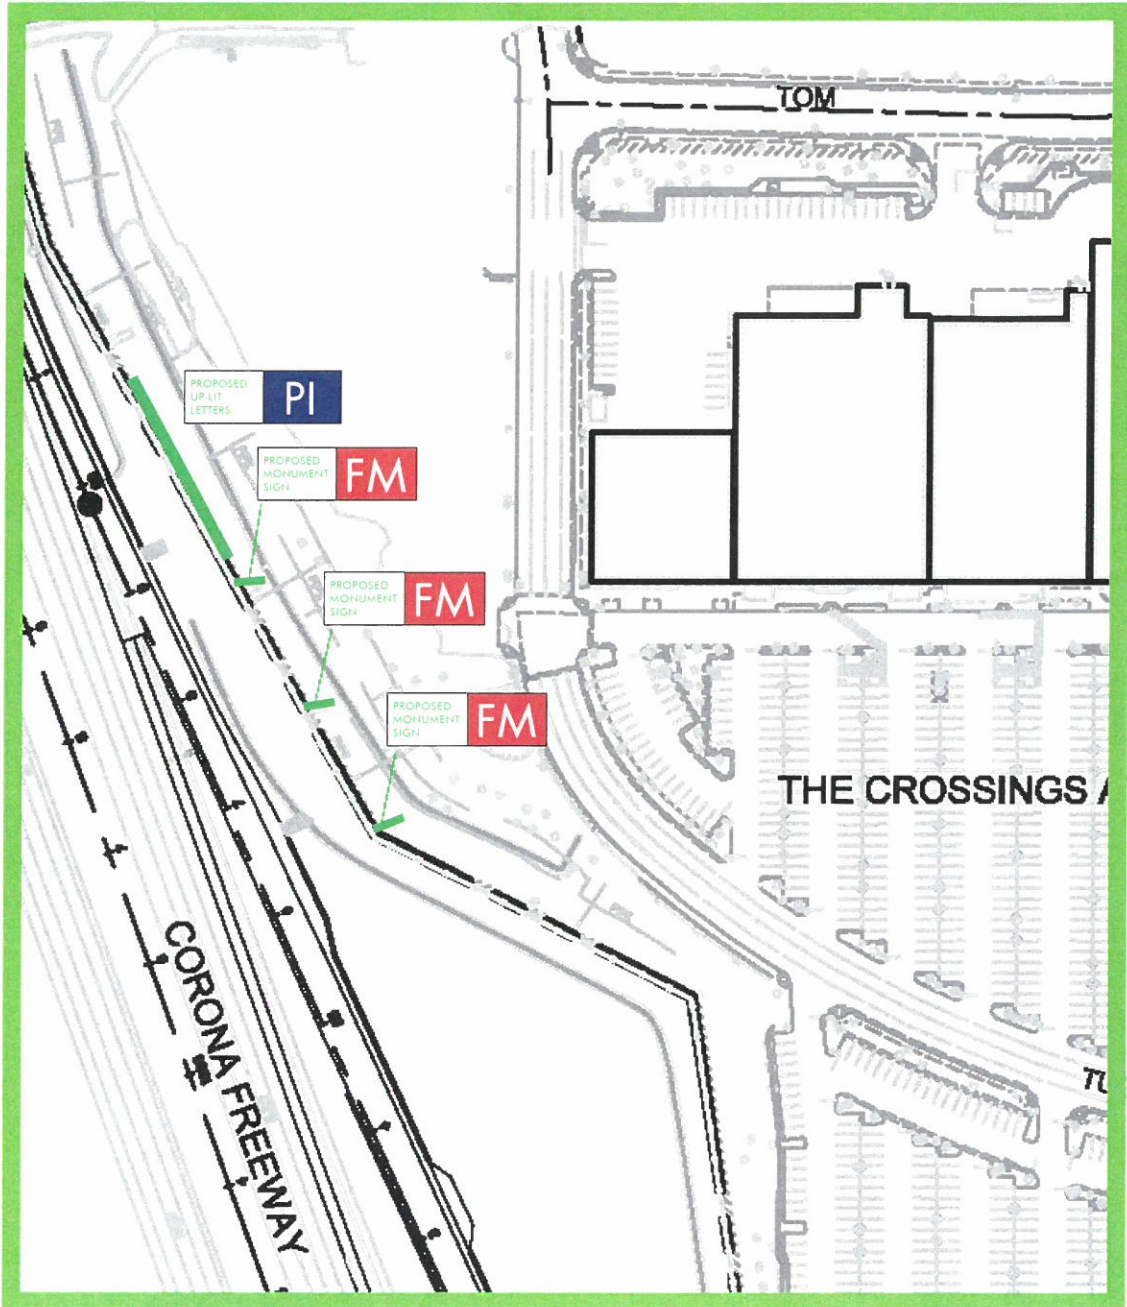 TOM
PROPOSED
UP-LIT
LETTERS
PI
PROPOSED
MONUMENT
SIGN
FM
PROPOSED
MONUMENT
SIGN
FM
PROPOSED
MONUMENT
SIGN
FM
THE CROSSINGS A
CORONA FREEWAY
TU